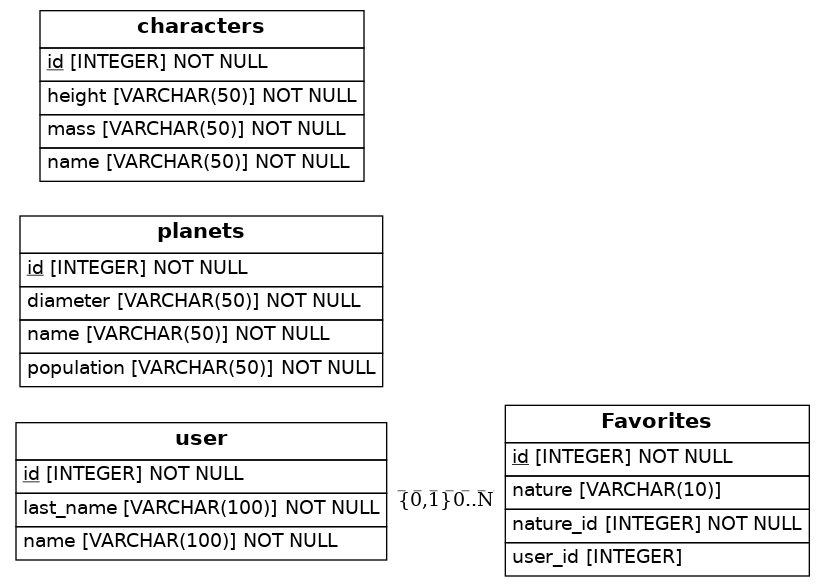 characters
id [INTEGER] NOT NULL
height [VARCHAR(50)] NOT NULL
mass [VARCHAR(50)] NOT NULL
name [VARCHAR(50)] NOT NULL
planets
id [INTEGER] NOT NULL
diameter [VARCHAR(50)] NOT NULL
name [VARCHAR(50)] NOT NULL
population [VARCHAR(50)] NOT NULL
user
id [INTEGER] NOT NULL
last_name [VARCHAR(100)] NOT NULL
name [VARCHAR(100)] NOT NULL
{0,1}0..N
Favorites
id [INTEGER] NOT NULL
nature [VARCHAR(10)]
nature_id [INTEGER] NOT NULL
user_id [INTEGER]